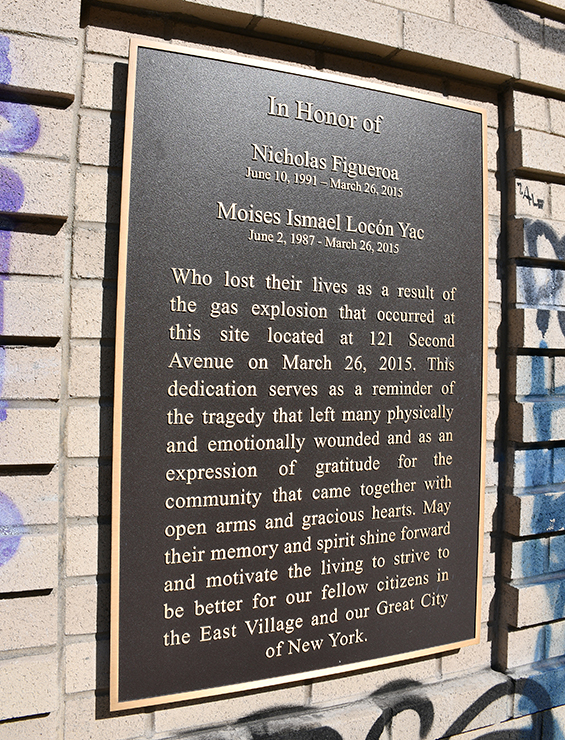 In Honor of
Nicholas Figueroa
June 10, 1991 – March 26, 2015
Moises Ismael Locón Yac
June 2, 1987 - March 26, 2015
Who lost their lives as a result of
the gas explosion that occurred at
this site located at 121 Second
Avenue on March 26, 2015. This
dedication serves as a reminder of
the tragedy that left many physically
and emotionally wounded and as an
expression of gratitude for the
community that came together with
open arms and gracious hearts. May
their memory and spirit shine forward
and motivate the living to strive to
be better for our fellow citizens in
the East Village and our Great City
of New York.